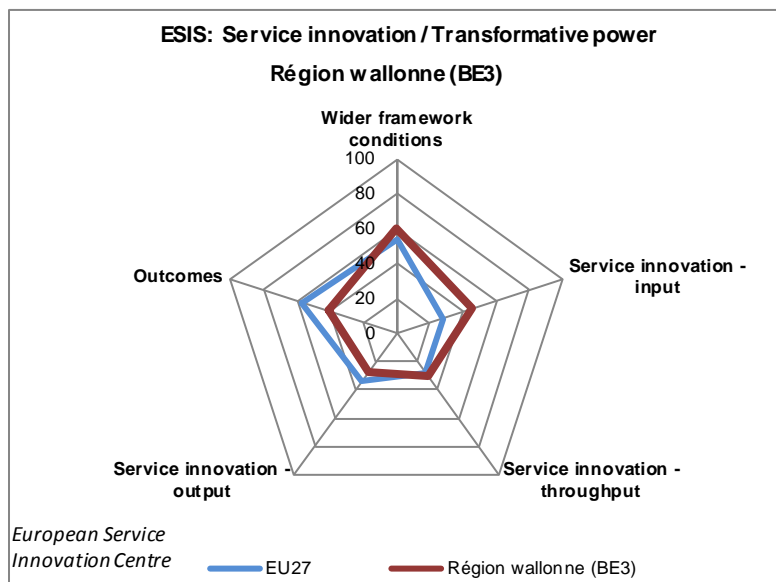 ESIS: Service innovation / Transformative power
Région wallonne (BE3)
Wider framework
conditions
100
80
60
40
20
0
Service innovation -
input
Service innovation -
throughput
Service innovation -
output
Outcomes
European Service
Innovation Centre
EU27
Région wallonne (BE3)